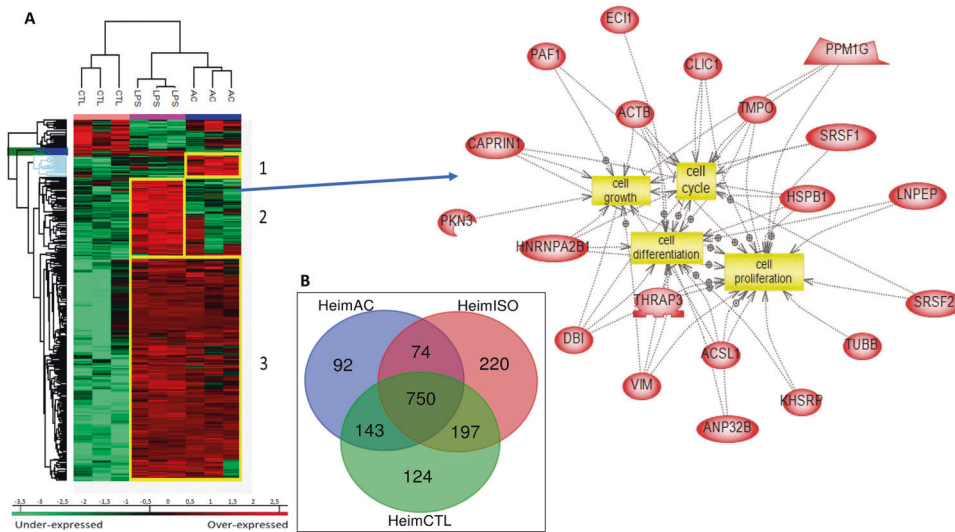 A
CTL CTL CTL LPS LPS LPS AC AC AC
1
2
3
-3,5 -3 -2,5 -2 -1,5 -0,5 0 0,5 1 1,5 2,5
Under-expressed Over-expressed
B
HeimAC HeimISO
92 74 220
750
143 197
124
HeimCTL
ECI1
PAF1 CLIC1 PPM1G
ACTB TMPO
CAPRIN1 SRSF1
cell
growth
cell
cycle
HSPB1 LNPEP
PKN3
HNRNPA2B1
cell
differentiation
cell
proliferation
THRAP3 SRSF2
DBI ACSL1 TUBB
VIM KHSRP
ANP32B